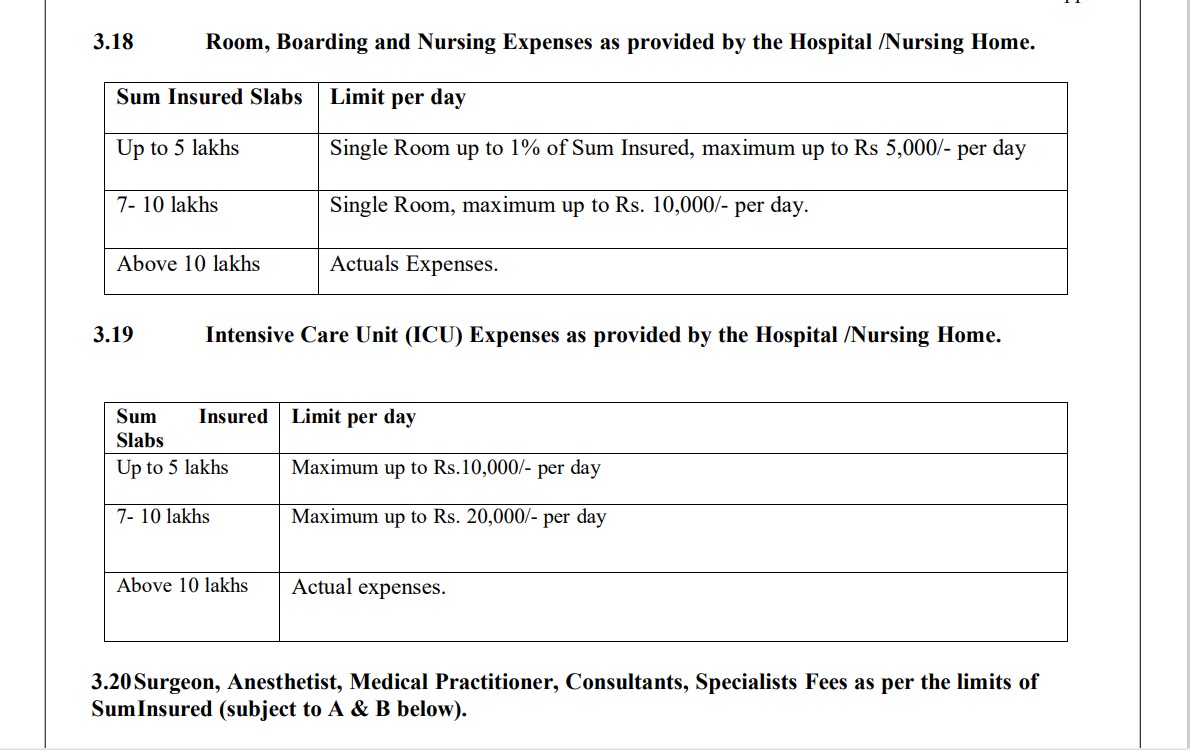 3.18 Room, Boarding and Nursing Expenses as provided by the Hospital /Nursing Home.
Sum Insured Slabs Limit per day
Up to 5 lakhs Single Room up to 1% of Sum Insured, maximum up to Rs 5,000/- per day
7- 10 lakhs Single Room, maximum up to Rs. 10,000/- per day.
Above 10 lakhs Actuals Expenses.
3.19 Intensive Care Unit (ICU) Expenses as provided by the Hospital /Nursing Home.
Sum Insured Limit per day
Slabs
Up to 5 lakhs Maximum up to Rs.10,000/- per day
7- 10 lakhs Maximum up to Rs. 20,000/- per day
Above 10 lakhs Actual expenses.
3.20Surgeon, Anesthetist, Medical Practitioner, Consultants, Specialists Fees as per the limits of
SumInsured (subject to A & B below).